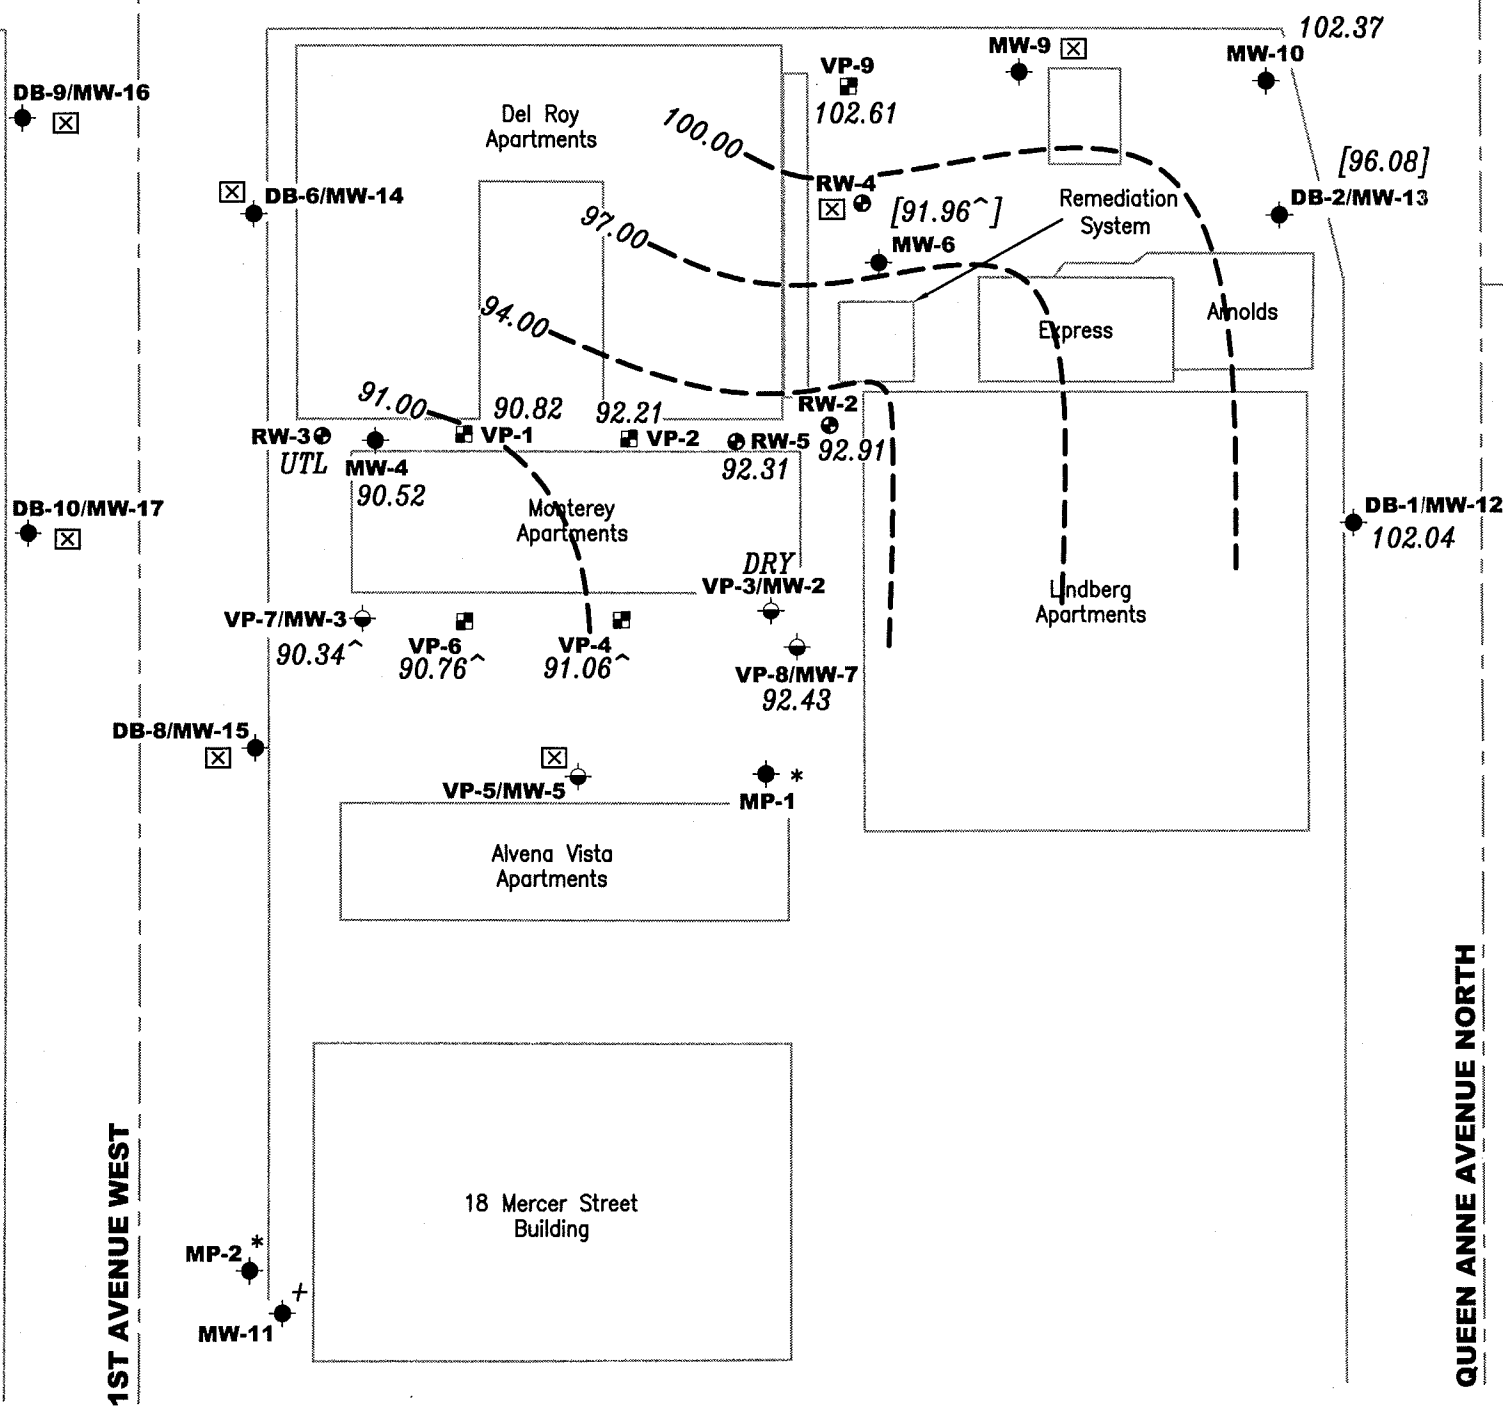 102.37
MW-9
MW-10
VP-9
102.61
DB-9/MW-16
Del Roy
Apartments
100.00
[96.08]
DB-6/MW-14
RW-4
[91.96^]
Remediation
System
DB-2/MW-13
97.00
MW-6
94.00
Express
Arnolds
91.00
90.82
92.21
RW-2
RW-3
UTL
MW-4
90.52
VP-1
VP-2
RW-5
92.31
92.91
DB-10/MW-17
Monterey
Apartments
DB-1/MW-12
102.04
DRY
VP-3/MW-2
Lindberg
Apartments
VP-7/MW-3
90.34^
VP-6
90.76^
VP-4
91.06^
VP-8/MW-7
92.43
DB-8/MW-15
VP-5/MW-5
*
MP-1
Alvena Vista
Apartments
18 Mercer Street
Building
MP-2
*
+
MW-11
1ST AVENUE WEST
QUEEN ANNE AVENUE NORTH